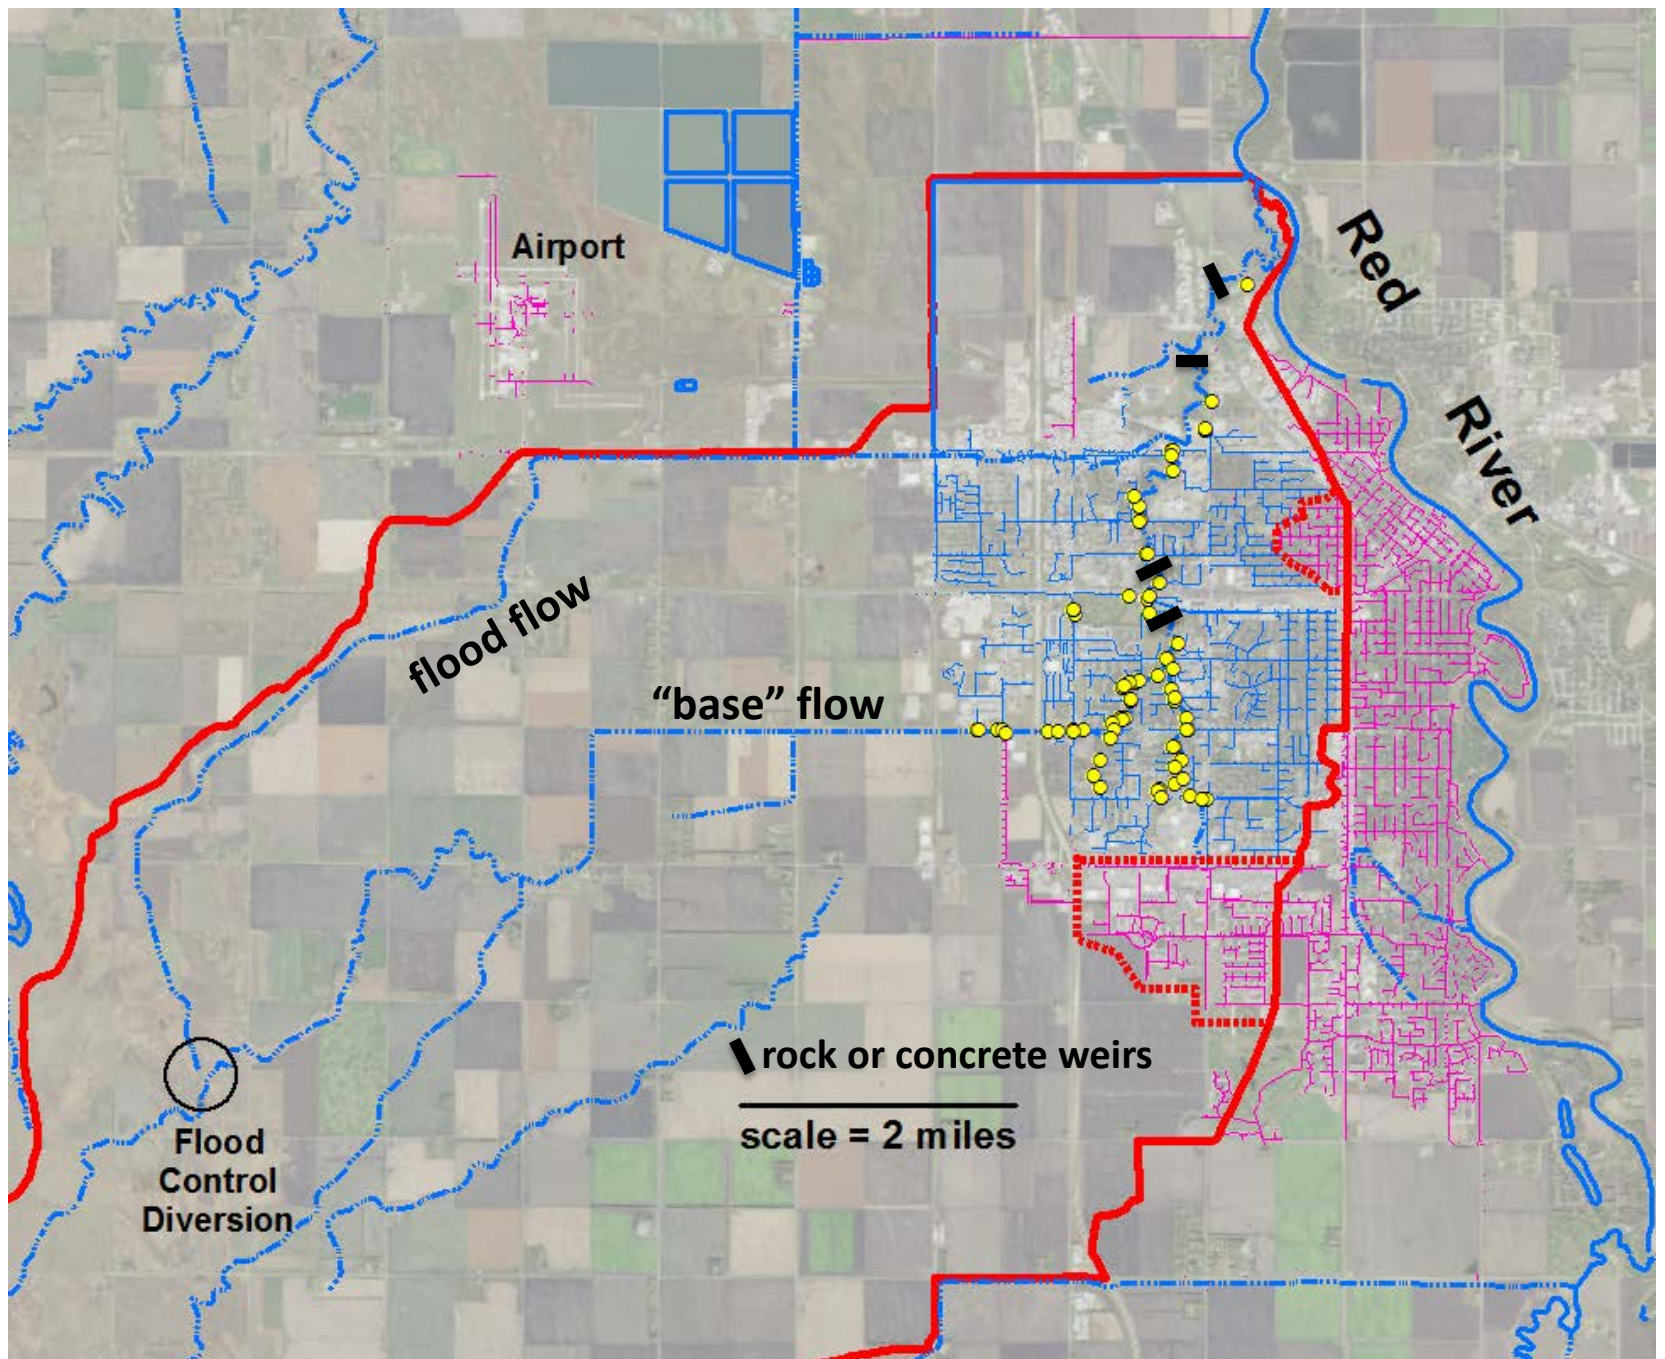 Airport
Red
River
flood flow
“base” flow
rock or concrete weirs
scale = 2 miles
Flood
Control
Diversion